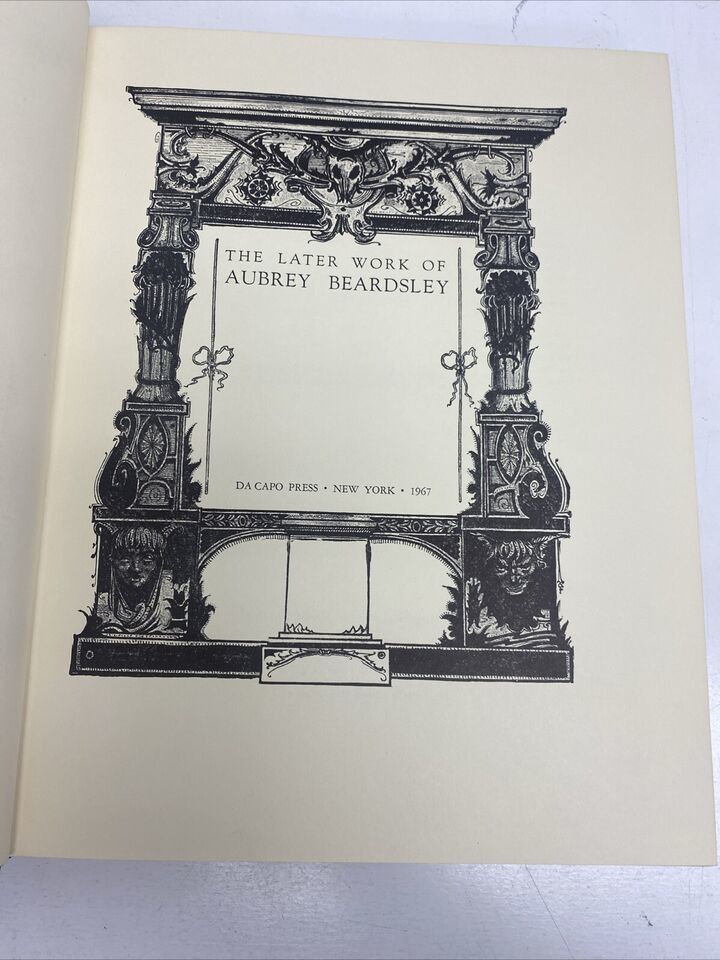 THE LATER WORK OF
AUBREY BEARDSLEY
DA CAPO PRESS • NEW YORK • 1967